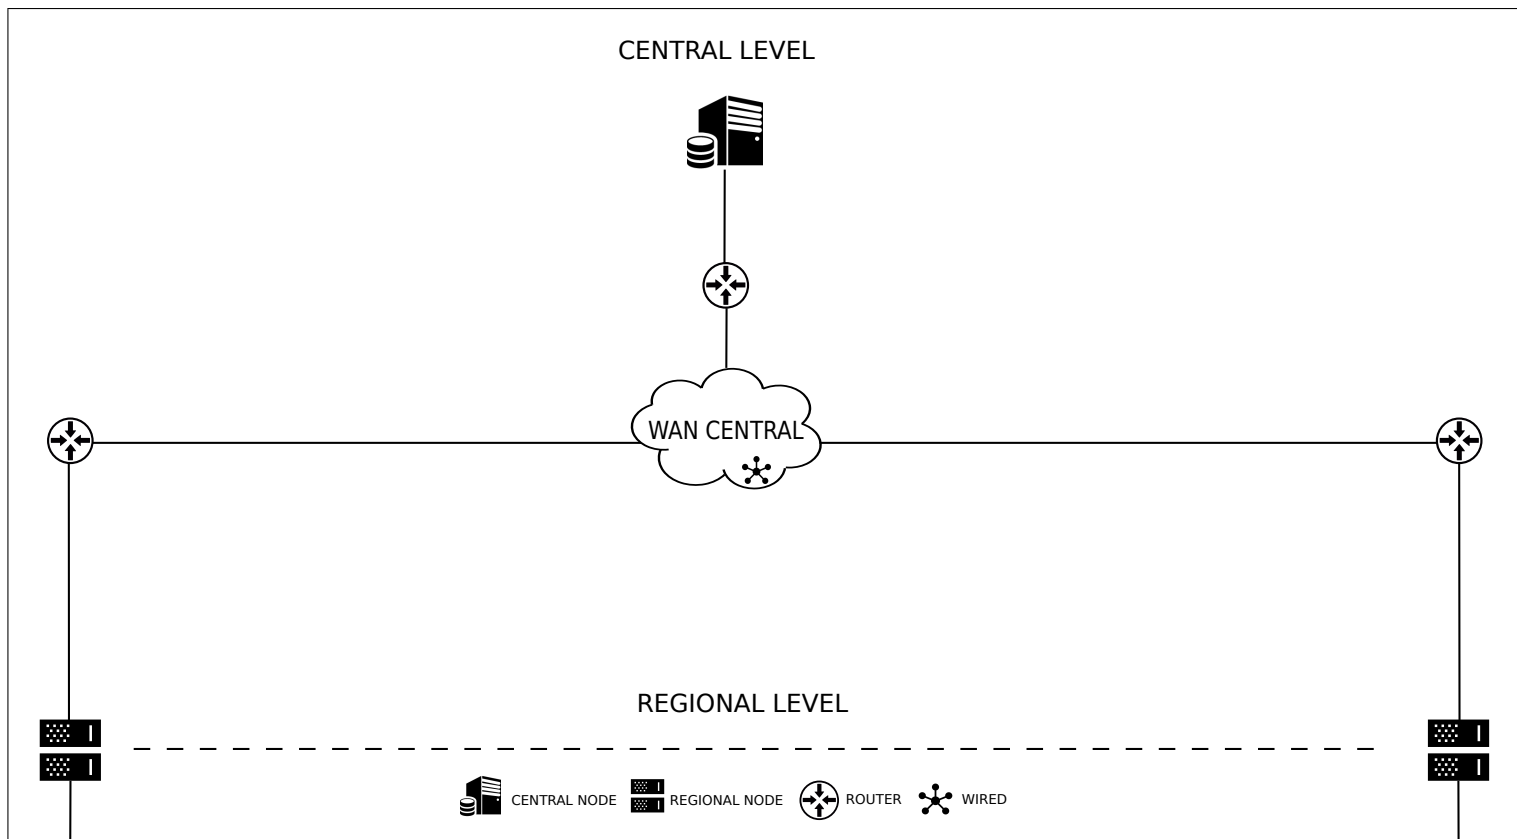 CENTRAL LEVEL
WAN CENTRAL
REGIONAL LEVEL
CENTRAL NODE
REGIONAL NODE
ROUTER
WIRED